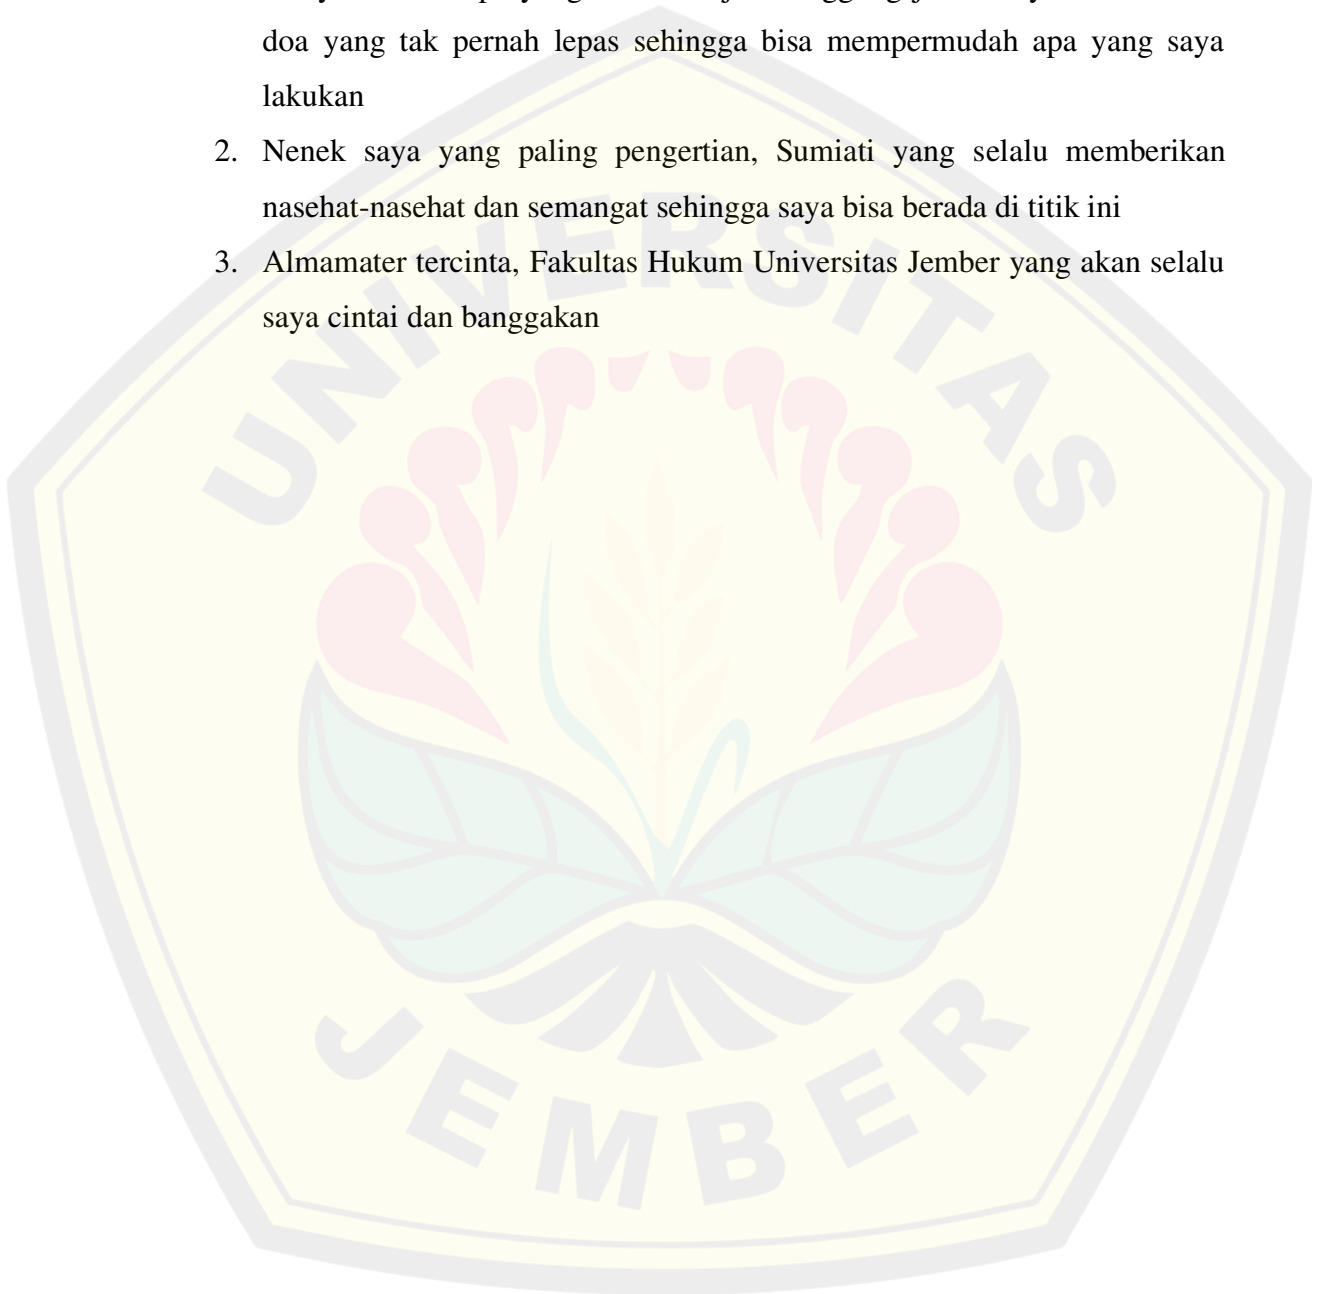 doa yang tak pernah lepas sehingga bisa mempermudah apa yang saya
lakukan
2. Nenek saya yang paling pengertian, Sumiati yang selalu memberikan
nasehat-nasehat dan semangat sehingga saya bisa berada di titik ini
3. Almamater tercinta, Fakultas Hukum Universitas Jember yang akan selalu
saya cintai dan banggakan
UNIVERSITAS
JEMBER